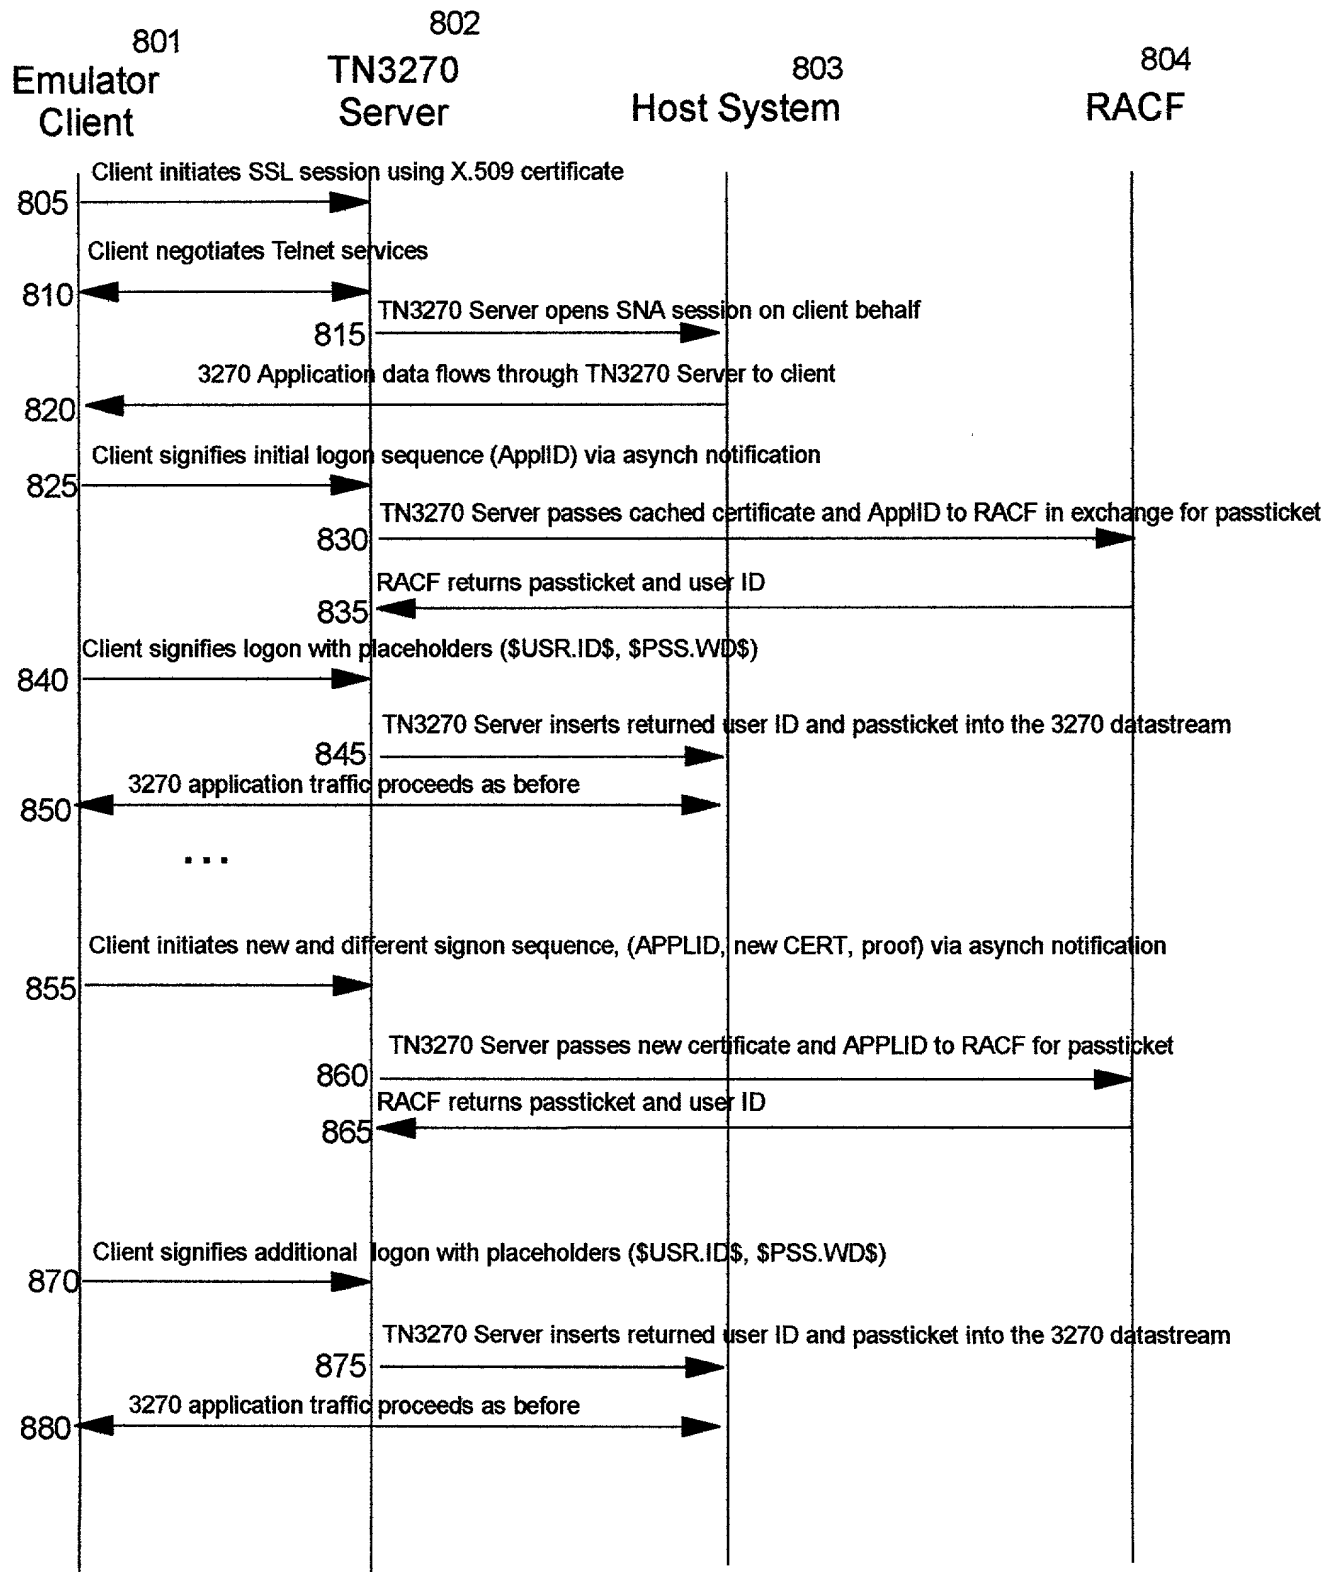 801
802
803
804
Emulator
Client
TN3270
Server
Host System
RACF
Client initiates SSL session using X.509 certificate
805
Client negotiates Telnet services
810
TN3270 Server opens SNA session on client behalf
815
3270 Application data flows through TN3270 Server to client
820
Client signifies initial logon sequence (ApplID) via asynch notification
825
TN3270 Server passes cached certificate and ApplID to RACF in exchange for passticket
830
RACF returns passticket and user ID
835
Client signifies logon with placeholders ($USR.ID$, $PSS.WD$)
840
TN3270 Server inserts returned user ID and passticket into the 3270 datastream
845
3270 application traffic proceeds as before
850
...
Client initiates new and different signon sequence, (APPLID, new CERT, proof) via asynch notification
855
TN3270 Server passes new certificate and APPLID to RACF for passticket
860
RACF returns passticket and user ID
865
Client signifies additional logon with placeholders ($USR.ID$, $PSS.WD$)
870
TN3270 Server inserts returned user ID and passticket into the 3270 datastream
875
3270 application traffic proceeds as before
880